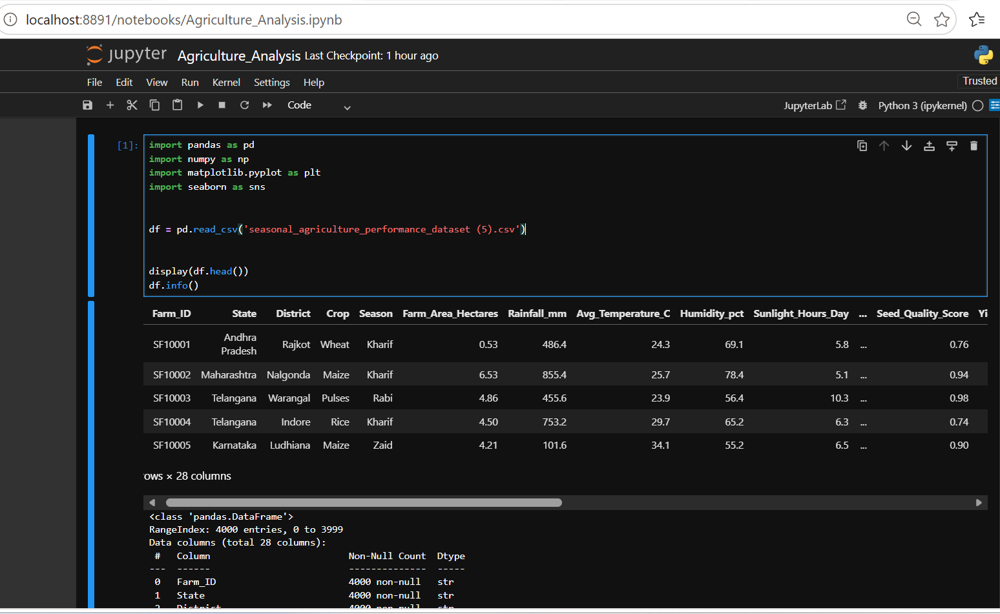 localhost:8891/notebooks/Agriculture_Analysis.ipynb
jupyter Agriculture_Analysis Last Checkpoint: 1 hour ago
File Edit View Run Kernel Settings Help
Trusted
Code
JupyterLab
Python 3 (ipykernel)
[1]:
import pandas as pd
import numpy as np
import matplotlib.pyplot as plt
import seaborn as sns
df = pd.read_csv('seasonal_agriculture_performance_dataset (5).csv')
display(df.head())
df.info()
Farm_ID State District Crop Season Farm_Area_Hectares Rainfall_mm Avg_Temperature_C Humidity_pct Sunlight_Hours_Day ... Seed_Quality_Score Yi
SF10001 Andhra Pradesh Rajkot Wheat Kharif 0.53 486.4 24.3 69.1 5.8 ... 0.76
SF10002 Maharashtra Nalgonda Maize Kharif 6.53 855.4 25.7 78.4 5.1 ... 0.94
SF10003 Telangana Warangal Pulses Rabi 4.86 455.6 23.9 56.4 10.3 ... 0.98
SF10004 Telangana Indore Rice Kharif 4.50 753.2 29.7 65.2 6.3 ... 0.74
SF10005 Karnataka Ludhiana Maize Zaid 4.21 101.6 34.1 55.2 6.5 ... 0.90
ows × 28 columns
<class 'pandas.DataFrame'>
RangeIndex: 4000 entries, 0 to 3999
Data columns (total 28 columns):
# Column Non-Null Count Dtype
--- ------ -------------- -----
0 Farm_ID 4000 non-null str
1 State 4000 non-null str
2 District 4000 non-null str